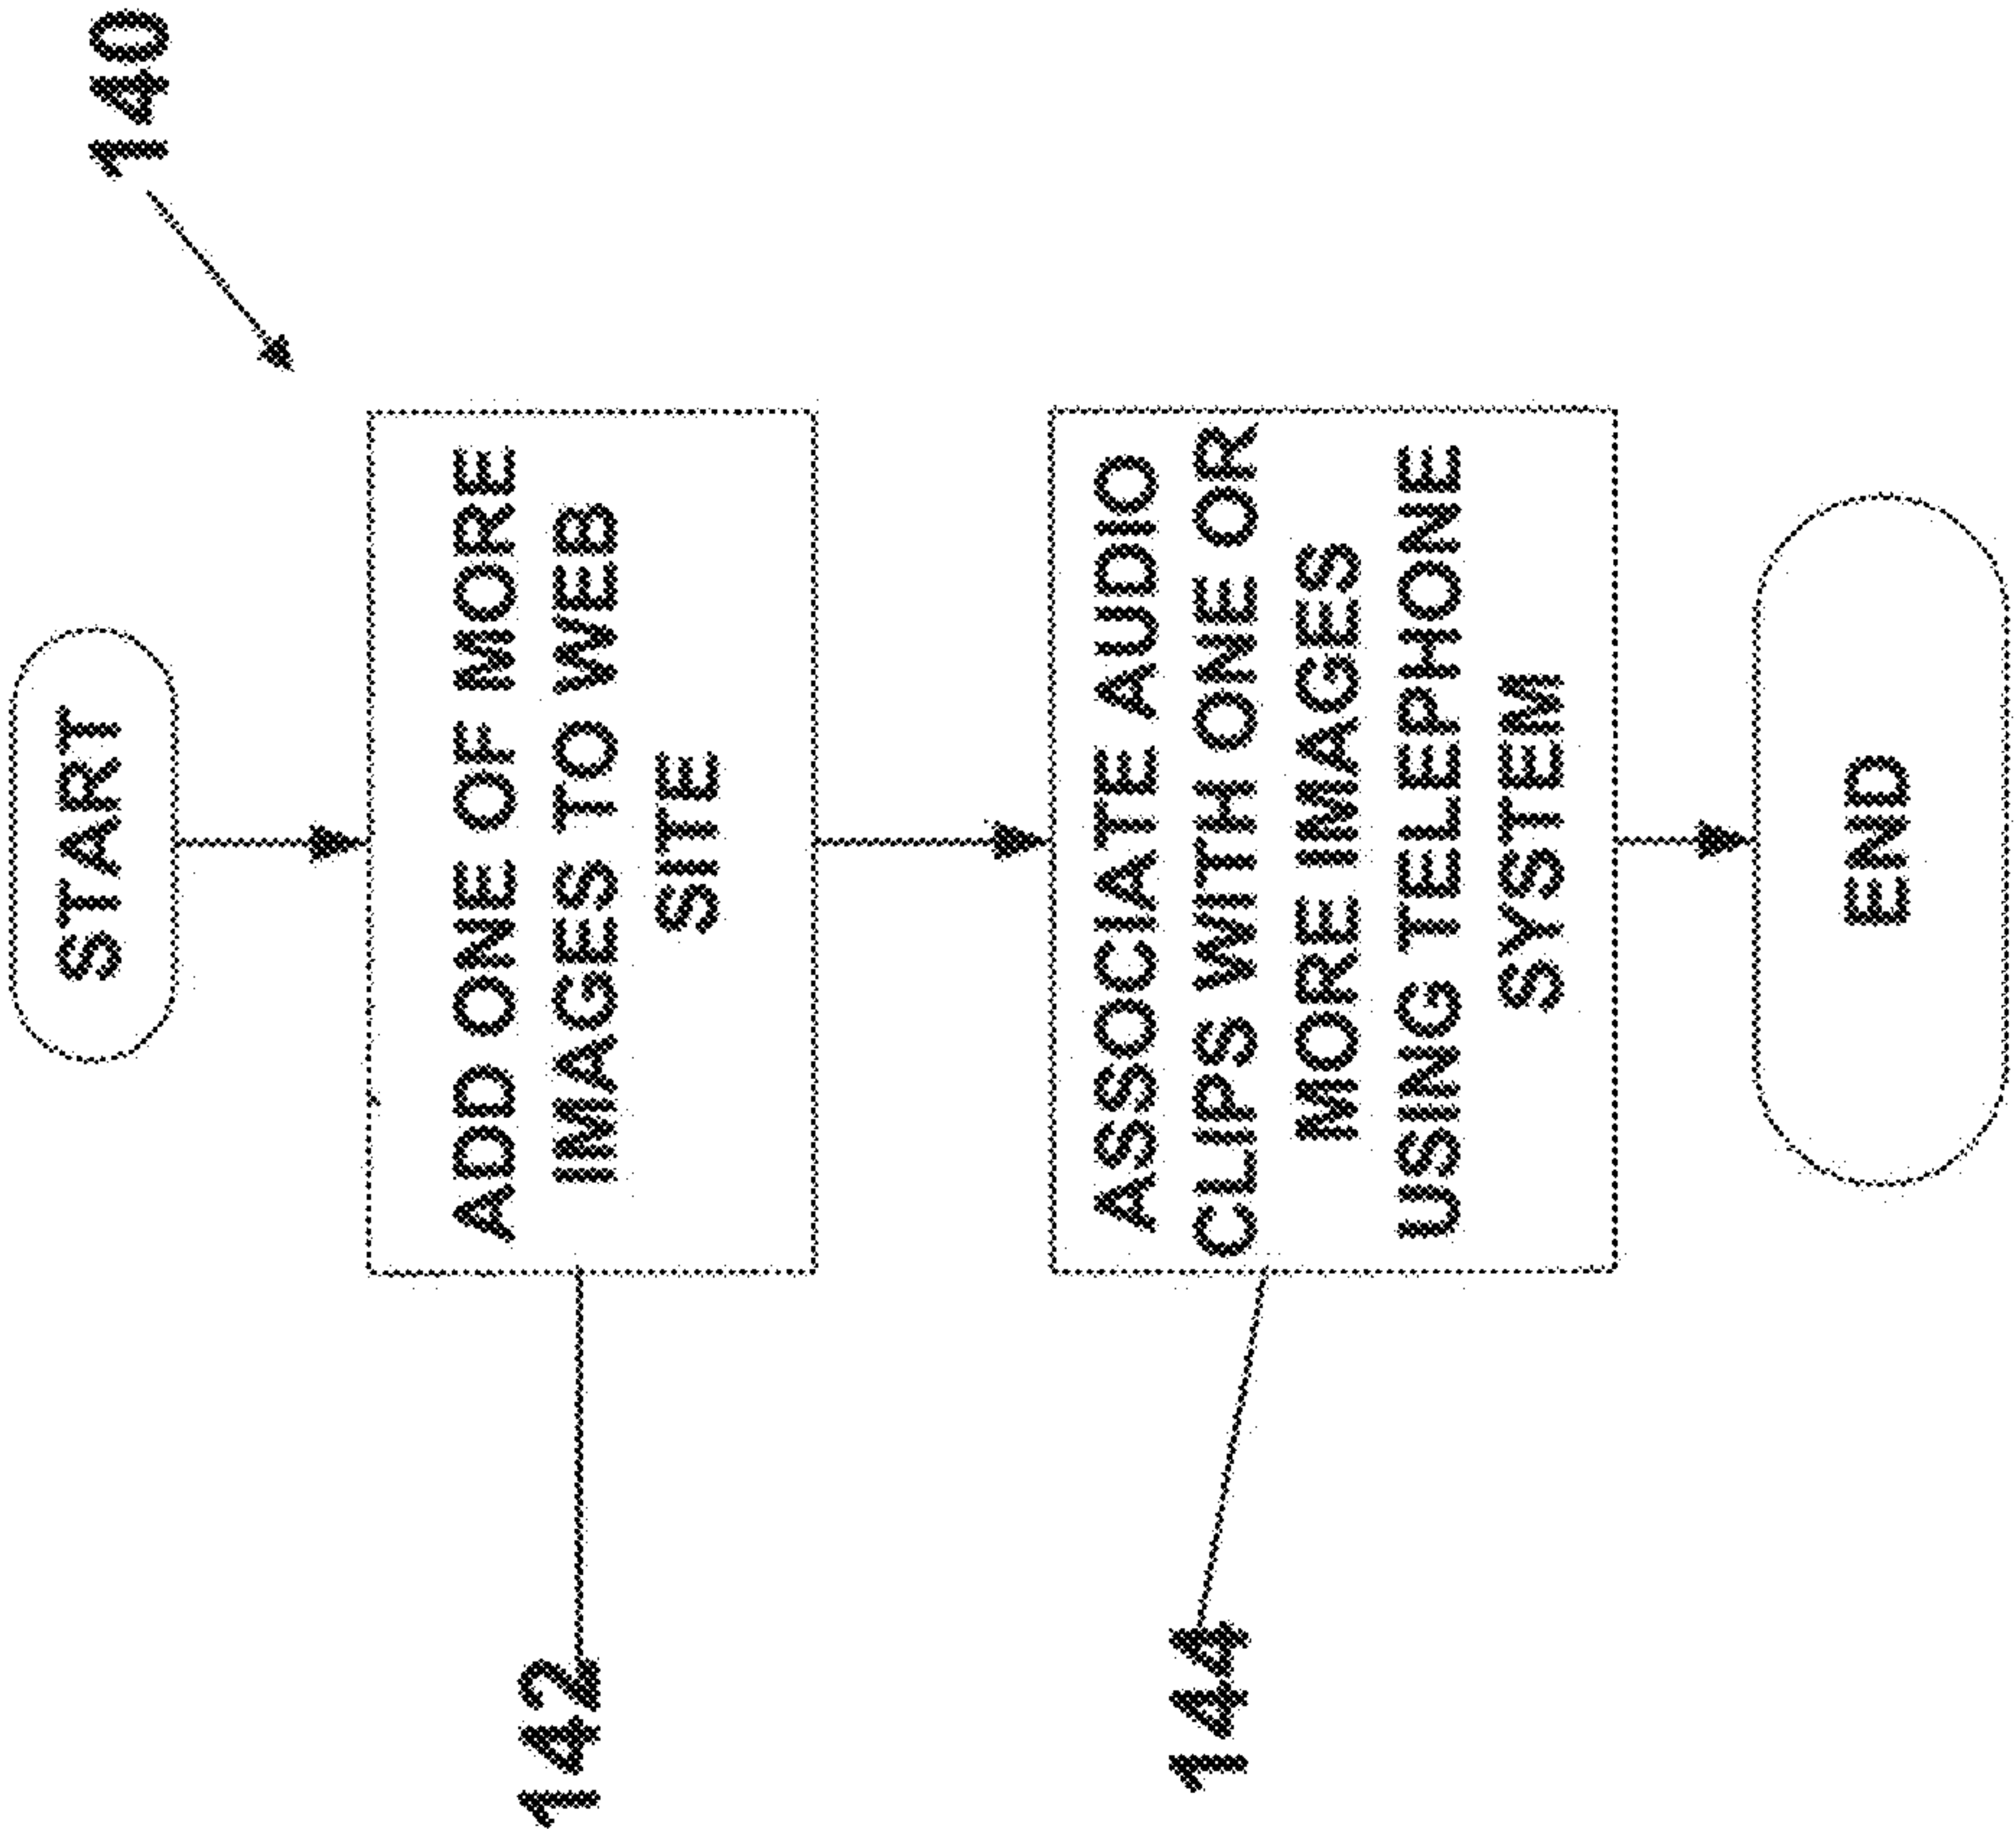 140
START
142
ADD ONE OF MORE
IMAGES TO WEB
SITE
144
ASSOCIATE AUDIO
CLIPS WITH ONE OR
MORE IMAGES
USING TELEPHONE
SYSTEM
END